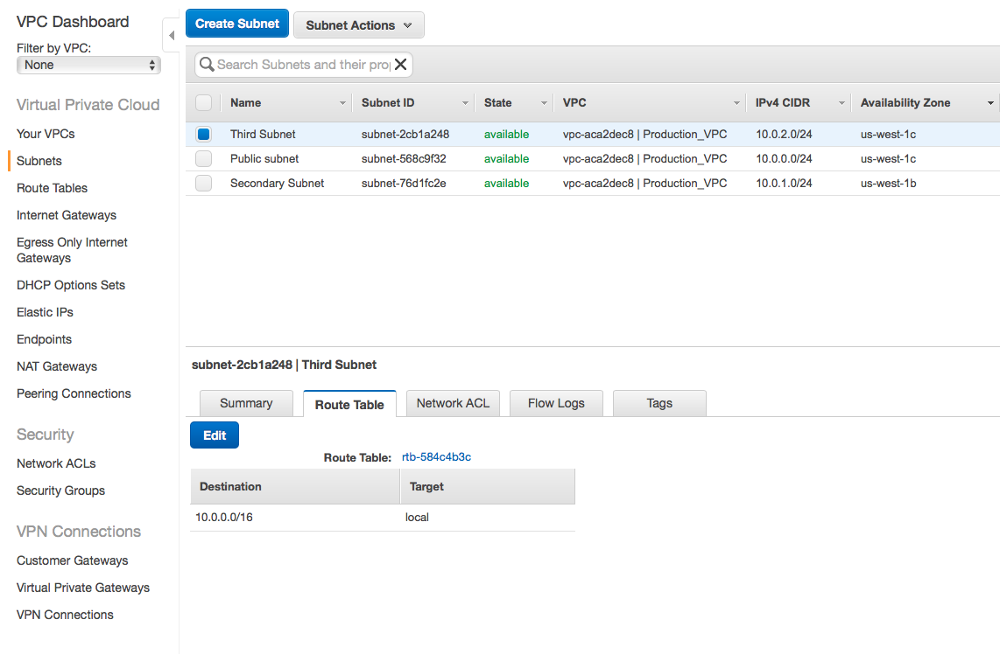 VPC Dashboard
Filter by VPC:
None
Virtual Private Cloud
Your VPCs
Subnets
Route Tables
Internet Gateways
Egress Only Internet
Gateways
DHCP Options Sets
Elastic IPs
Endpoints
NAT Gateways
Peering Connections
Security
Network ACLs
Security Groups
VPN Connections
Customer Gateways
Virtual Private Gateways
VPN Connections
Create Subnet Subnet Actions
Search Subnets and their pro
Name Subnet ID State VPC IPv4 CIDR Availability Zone
Third Subnet subnet-2cb1a248 available vpc-aca2dec8 | Production_VPC 10.0.2.0/24 us-west-1c
Public subnet subnet-568c9f32 available vpc-aca2dec8 | Production_VPC 10.0.0.0/24 us-west-1c
Secondary Subnet subnet-76d1fc2e available vpc-aca2dec8 | Production_VPC 10.0.1.0/24 us-west-1b
subnet-2cb1a248 | Third Subnet
Summary Route Table Network ACL Flow Logs Tags
Edit
Route Table: rtb-584c4b3c
Destination Target
10.0.0.0/16 local